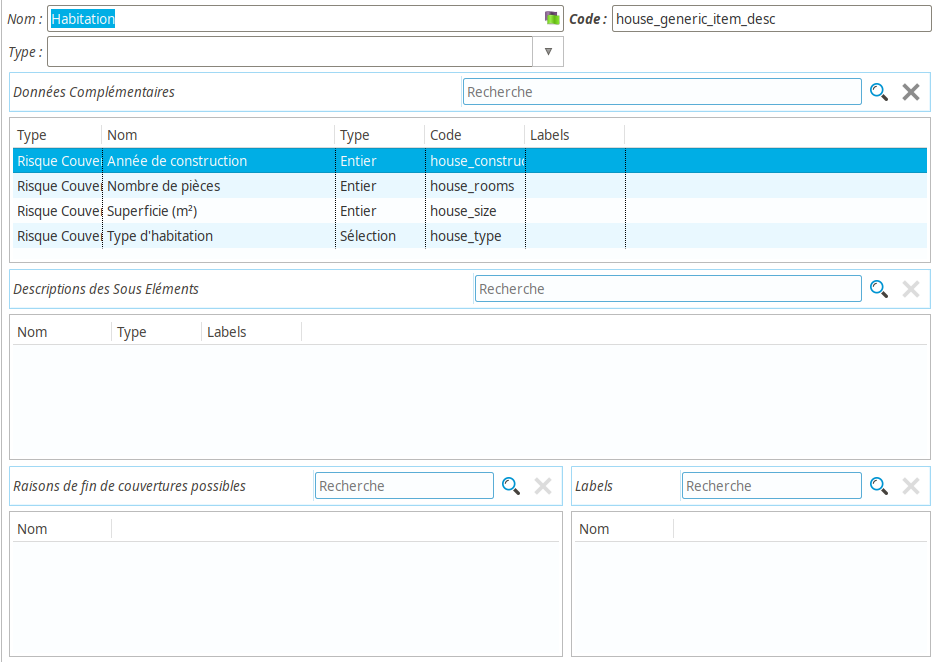 Nom : Habitation Code : house_generic_item_desc
Type :
Données Complémentaires Recherche
Type Nom Type Code Labels
Risque Couve Année de construction Entier house_construc
Risque Couve Nombre de pièces Entier house_rooms
Risque Couve Superficie (m²) Entier house_size
Risque Couve Type d'habitation Sélection house_type
Descriptions des Sous Eléments Recherche
Nom Type Labels
Raisons de fin de couvertures possibles Recherche Labels Recherche
Nom Nom